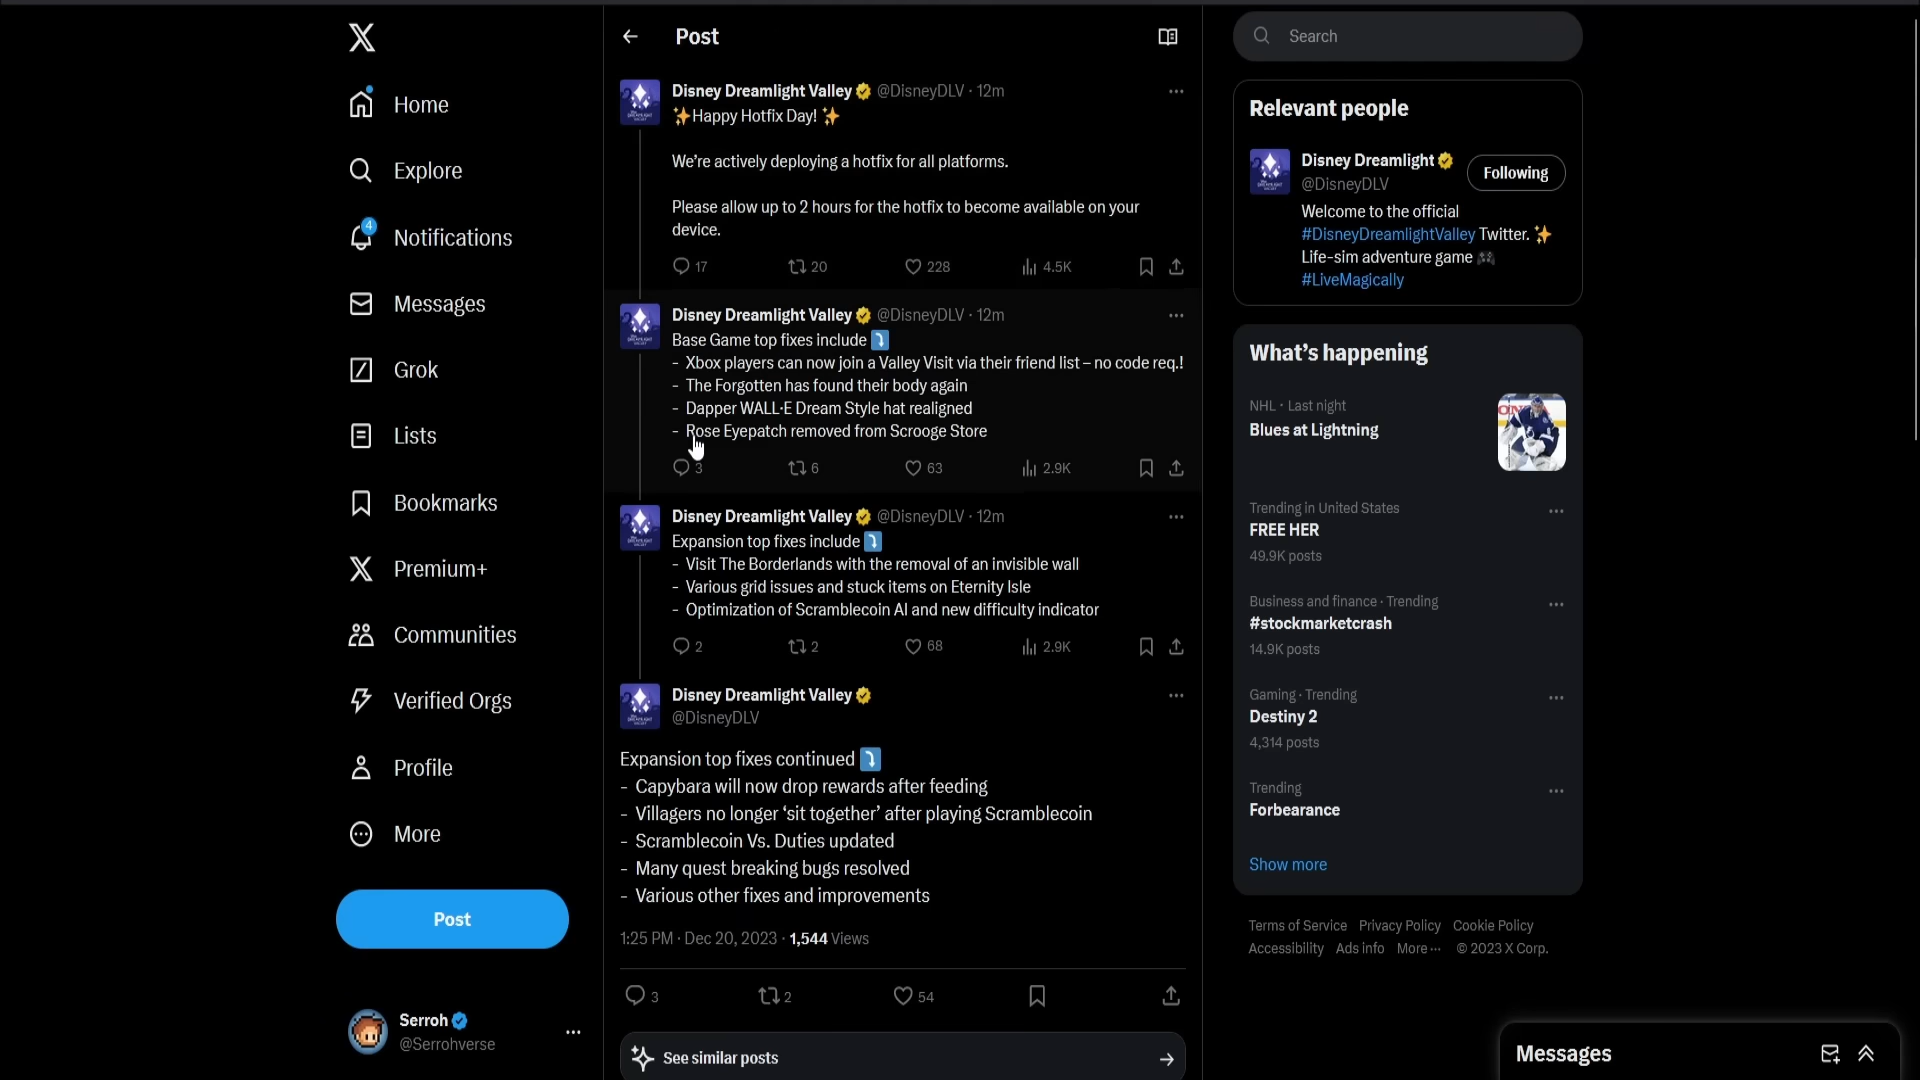 Home
Explore
4
Notifications
Messages
Grok
Lists
Bookmarks
Premium+
Communities
Verified Orgs
Profile
More
Post
Serroh
@Serrohverse
Post
Disney Dreamlight Valley @DisneyDLV · 12m
✨Happy Hotfix Day! ✨
We're actively deploying a hotfix for all platforms.
Please allow up to 2 hours for the hotfix to become available on your
device.
17 20 228 4.5K
Disney Dreamlight Valley @DisneyDLV · 12m
Base Game top fixes include ⤵️
- Xbox players can now join a Valley Visit via their friend list – no code req.!
- The Forgotten has found their body again
- Dapper WALL·E Dream Style hat realigned
- Rose Eyepatch removed from Scrooge Store
3 6 63 2.9K
Disney Dreamlight Valley @DisneyDLV · 12m
Expansion top fixes include ⤵️
- Visit The Borderlands with the removal of an invisible wall
- Various grid issues and stuck items on Eternity Isle
- Optimization of Scramblecoin AI and new difficulty indicator
2 2 68 2.9K
Disney Dreamlight Valley
@DisneyDLV
Expansion top fixes continued ⤵️
- Capybara will now drop rewards after feeding
- Villagers no longer ‘sit together’ after playing Scramblecoin
- Scramblecoin Vs. Duties updated
- Many quest breaking bugs resolved
- Various other fixes and improvements
1:25 PM · Dec 20, 2023 · 1,544 Views
3 2 54
See similar posts
Search
Relevant people
Disney Dreamlight
@DisneyDLV
Following
Welcome to the official
#DisneyDreamlightValley Twitter. ✨
Life-sim adventure game 🎮
#LiveMagically
What's happening
NHL · Last night
Blues at Lightning
Trending in United States
FREE HER
49.9K posts
Business and finance · Trending
#stockmarketcrash
14.9K posts
Gaming · Trending
Destiny 2
4,314 posts
Trending
Forbearance
Show more
Terms of Service Privacy Policy Cookie Policy
Accessibility Ads info More ··· © 2023 X Corp.
Messages